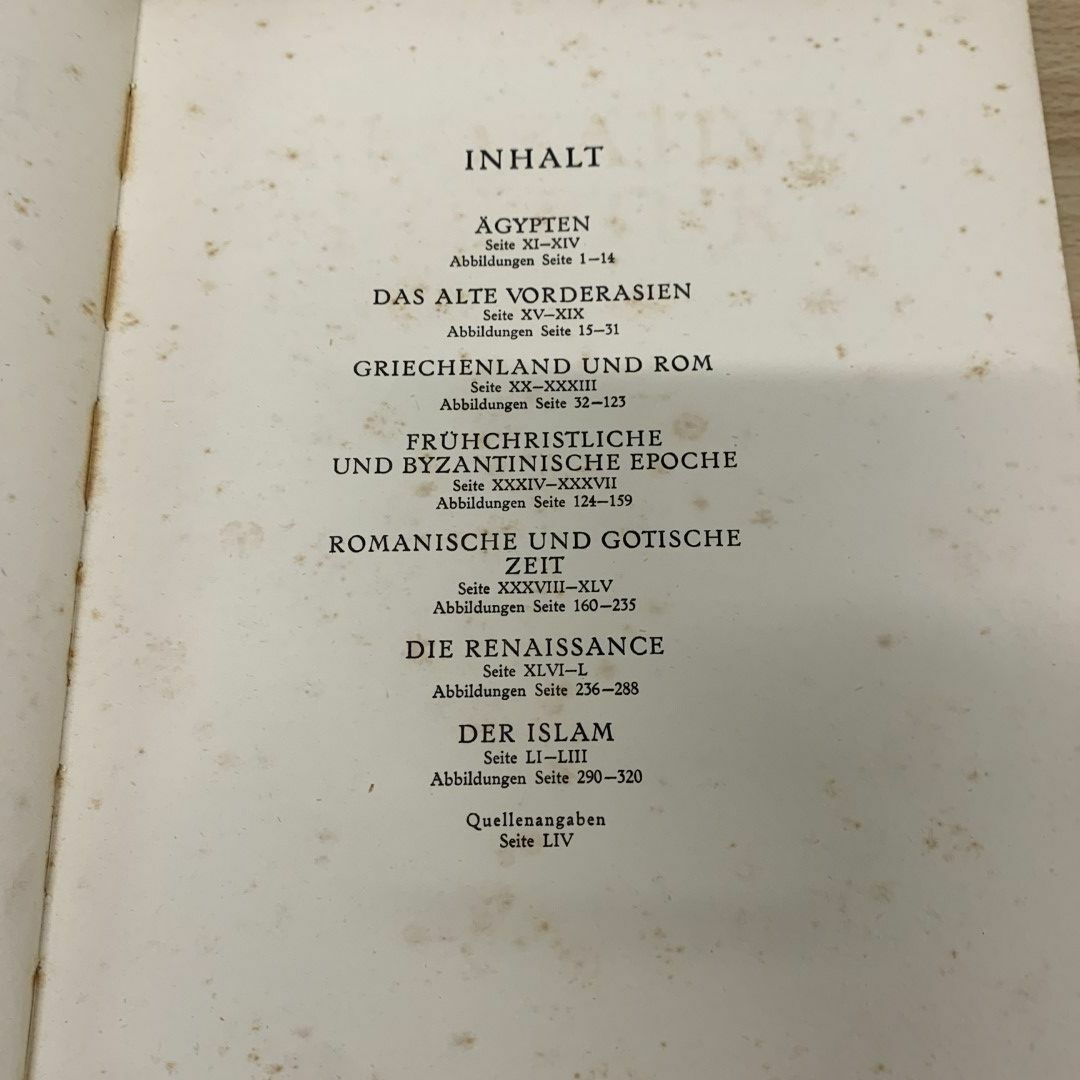 INHALT
ÄGYPTEN
Seite XI—XIV
Abbildungen Seite 1—14
DAS ALTE VORDERASIEN
Seite XV—XIX
Abbildungen Seite 15—31
GRIECHENLAND UND ROM
Seite XX—XXXIII
Abbildungen Seite 32—123
FRÜHCHRISTLICHE
UND BYZANTINISCHE EPOCHE
Seite XXXIV—XXXVII
Abbildungen Seite 124—159
ROMANISCHE UND GOTISCHE
ZEIT
Seite XXXVIII—XLV
Abbildungen Seite 160—235
DIE RENAISSANCE
Seite XLVI—L
Abbildungen Seite 236—288
DER ISLAM
Seite LI—LIII
Abbildungen Seite 290—320
Quellenangaben
Seite LIV